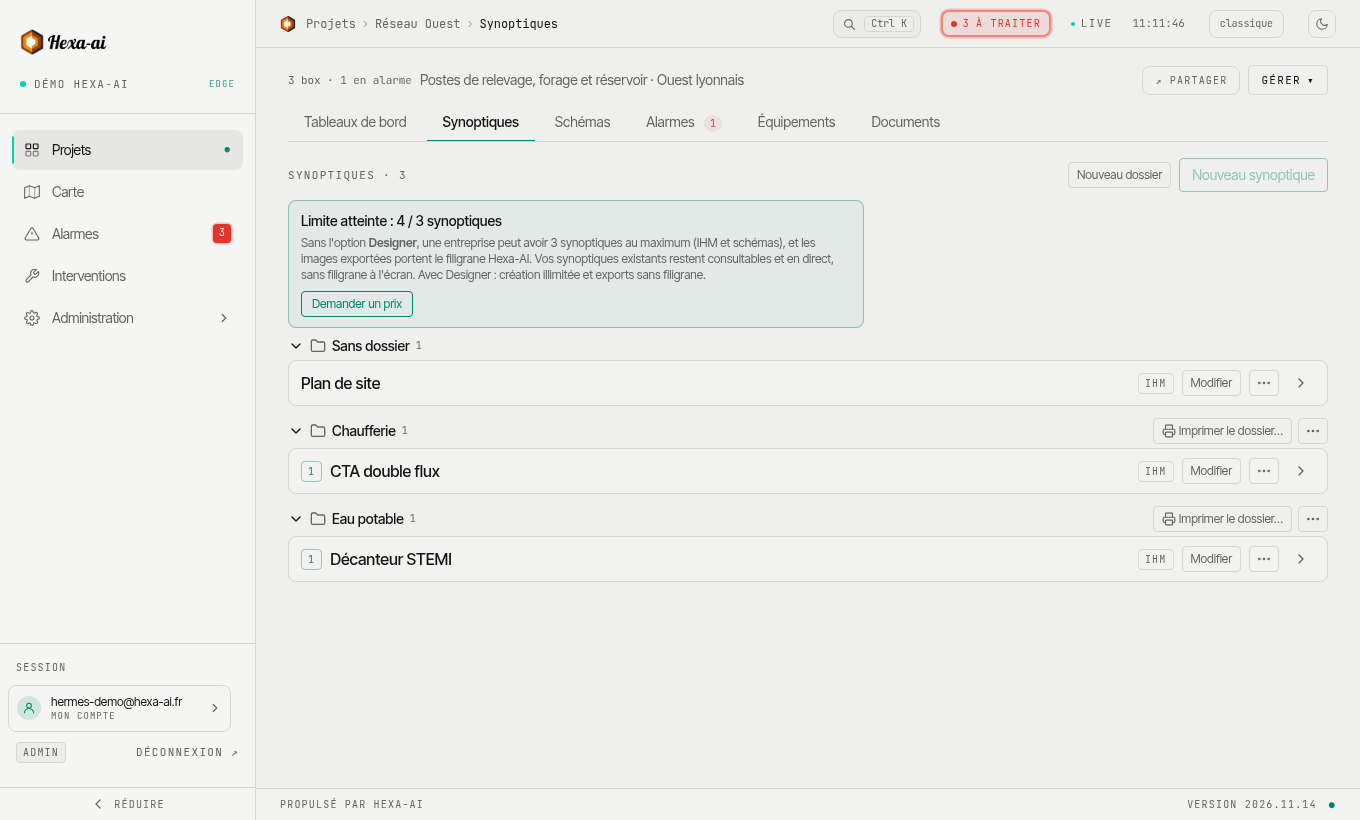 Hexa-ai
DÉMO HEXA-AI
EDGE
Projets
Carte
Alarmes
3
Interventions
Administration
SESSION
hermes-demo@hexa-ai.fr
MON COMPTE
ADMIN
DÉCONNEXION ↗
RÉDUIRE
Projets › Réseau Ouest › Synoptiques
Ctrl K
3 À TRAITER
LIVE
11:11:46
classique
3 box · 1 en alarme Postes de relevage, forage et réservoir · Ouest lyonnais
↗ PARTAGER
GÉRER ▾
Tableaux de bord
Synoptiques
Schémas
Alarmes 1
Équipements
Documents
SYNOPTIQUES · 3
Nouveau dossier
Nouveau synoptique
Limite atteinte : 4 / 3 synoptiques
Sans l'option Designer, une entreprise peut avoir 3 synoptiques au maximum (IHM et schémas), et les
images exportées portent le filigrane Hexa-AI. Vos synoptiques existants restent consultables et en direct,
sans filigrane à l'écran. Avec Designer : création illimitée et exports sans filigrane.
Demander un prix
Sans dossier 1
Plan de site
IHM
Modifier
Chaufferie 1
Imprimer le dossier…
1 CTA double flux
IHM
Modifier
Eau potable 1
Imprimer le dossier…
1 Décanteur STEMI
IHM
Modifier
PROPULSÉ PAR HEXA-AI
VERSION 2026.11.14